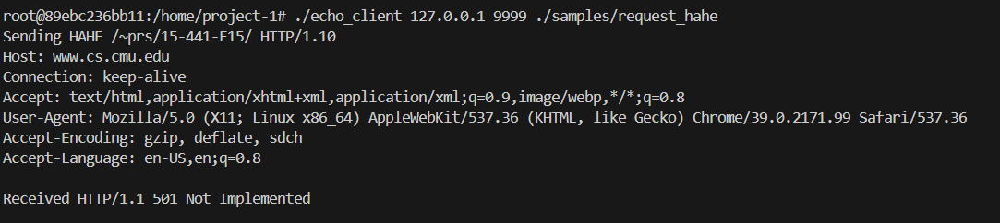 root@89ebc236bb11:/home/project-1# ./echo_client 127.0.0.1 9999 ./samples/request_hahe
Sending HAHE /~prs/15-441-F15/ HTTP/1.10
Host: www.cs.cmu.edu
Connection: keep-alive
Accept: text/html,application/xhtml+xml,application/xml;q=0.9,image/webp,*/*;q=0.8
User-Agent: Mozilla/5.0 (X11; Linux x86_64) AppleWebKit/537.36 (KHTML, like Gecko) Chrome/39.0.2171.99 Safari/537.36
Accept-Encoding: gzip, deflate, sdch
Accept-Language: en-US,en;q=0.8
Received HTTP/1.1 501 Not Implemented